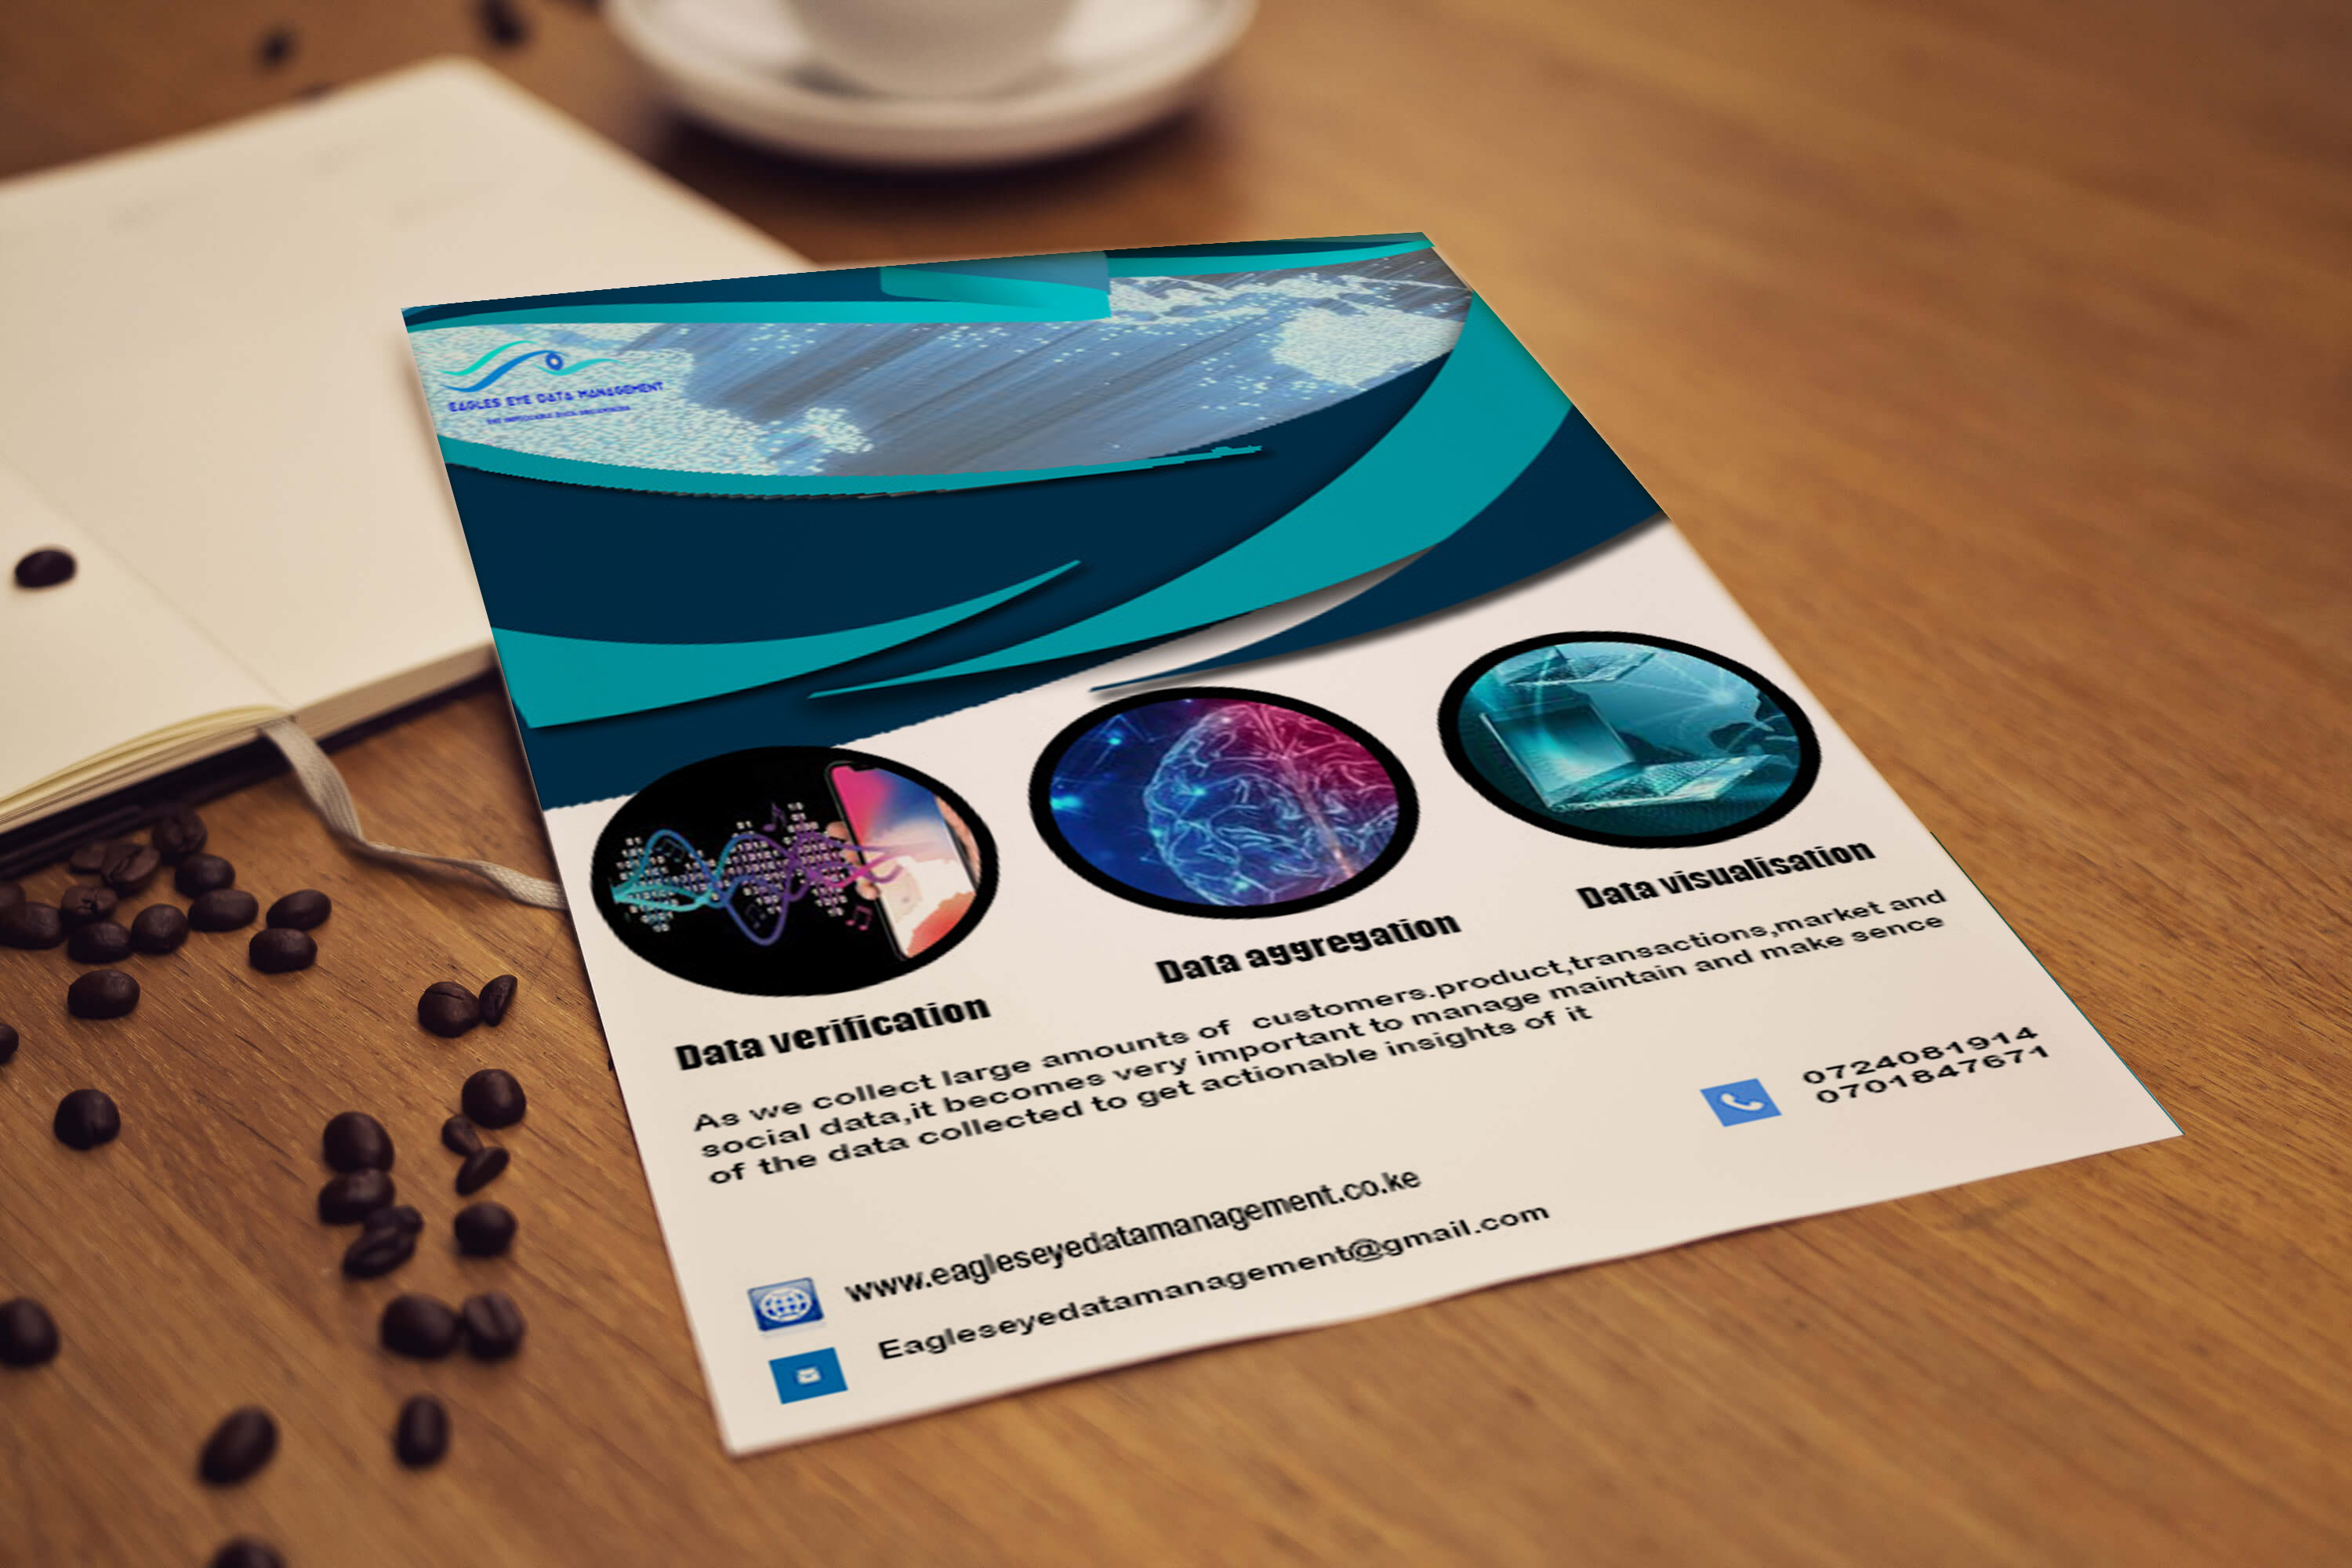 EAGLES EYE DATA MANAGEMENT
Data verification
Data aggregation
Data visualisation
As we collect large amounts of customers.product,transactions,market and
social data,it becomes very important to manage maintain and make sence
of the data collected to get actionable insights of it
0724081914
0701847671
www.eagleseyedatamanagement.co.ke
Eagleseyedatamanagement@gmail.com